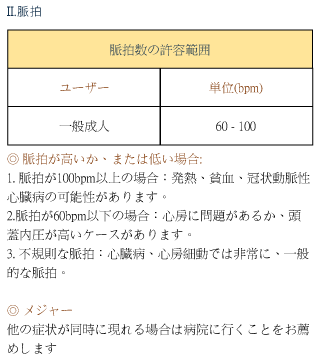 II.脈拍
脈拍数の許容範囲
ユーザー 単位(bpm)
一般成人 60 - 100
◎ 脈拍が高いか、または低い場合:
1. 脈拍が100bpm以上の場合：発熱、貧血、冠状動脈性
心臓病の可能性があります。
2.脈拍が60bpm以下の場合：心房に問題があるか、頭
蓋内圧が高いケースがあります。
3. 不規則な脈拍：心臓病、心房細動では非常に、一般
的な脈拍。
◎ メジャー
他の症状が同時に現れる場合は病院に行くことをお薦
めします